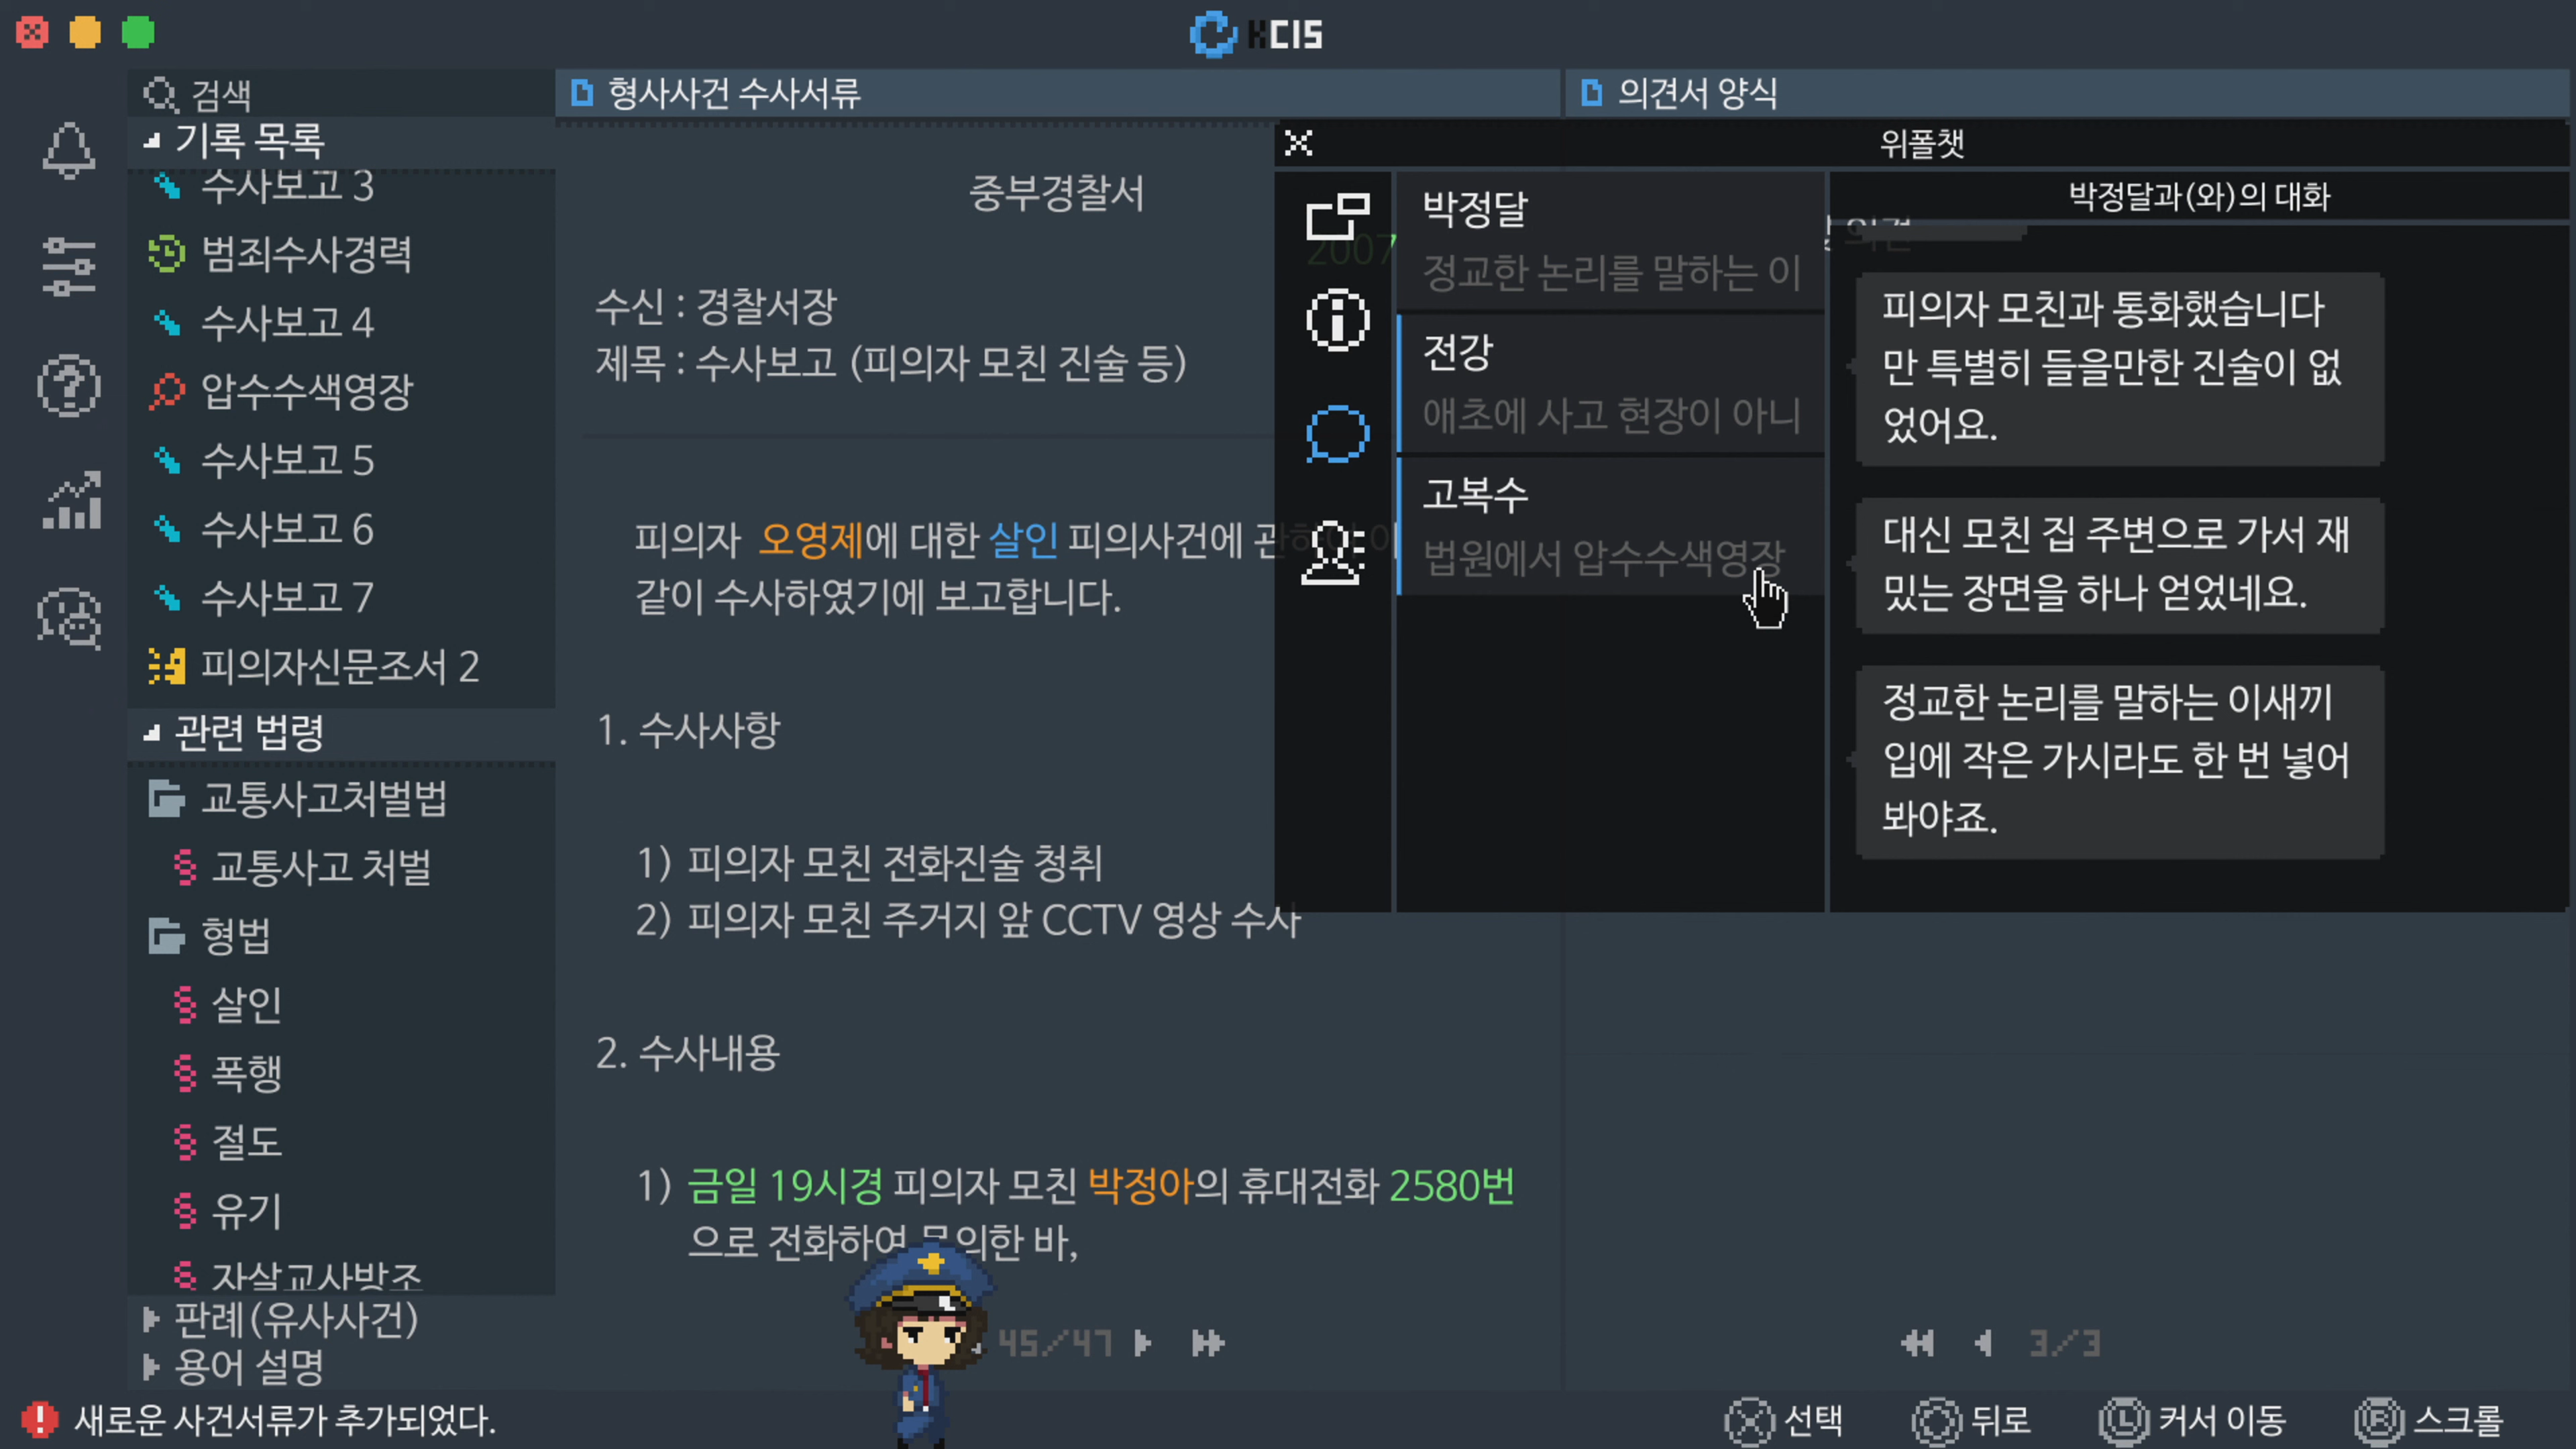 KCIS
검색
기록 목록
수사보고 3
범죄수사경력
수사보고 4
압수수색영장
수사보고 5
수사보고 6
수사보고 7
피의자신문조서 2
관련 법령
교통사고처벌법
교통사고 처벌
형법
살인
폭행
절도
유기
자살교사방조
판례(유사사건)
용어 설명
형사사건 수사서류
중부경찰서
2007
수신 : 경찰서장
제목 : 수사보고 (피의자 모친 진술 등)
피의자 오영제에 대한 살인 피의사건에 관하여 이
같이 수사하였기에 보고합니다.
1. 수사사항
1) 피의자 모친 전화진술 청취
2) 피의자 모친 주거지 앞 CCTV 영상 수사
2. 수사내용
1) 금일 19시경 피의자 모친 박정아의 휴대전화 2580번
으로 전화하여 문의한 바,
45/47
의견서 양식
위폴챗
박정달
정교한 논리를 말하는 이
전강
애초에 사고 현장이 아니
고복수
법원에서 압수수색영장
박정달과(와)의 대화
피의자 모친과 통화했습니다
만 특별히 들을만한 진술이 없
었어요.
대신 모친 집 주변으로 가서 재
밌는 장면을 하나 얻었네요.
정교한 논리를 말하는 이새끼
입에 작은 가시라도 한 번 넣어
봐야죠.
3/3
새로운 사건서류가 추가되었다.
선택
뒤로
L 커서 이동
R 스크롤